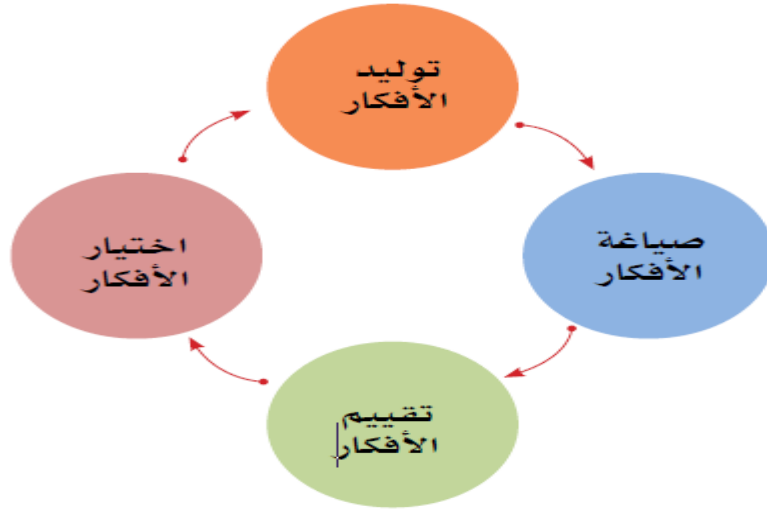 توليد
الأفكار
صياغة
الأفكار
تقييم
الأفكار
اختيار
الأفكار